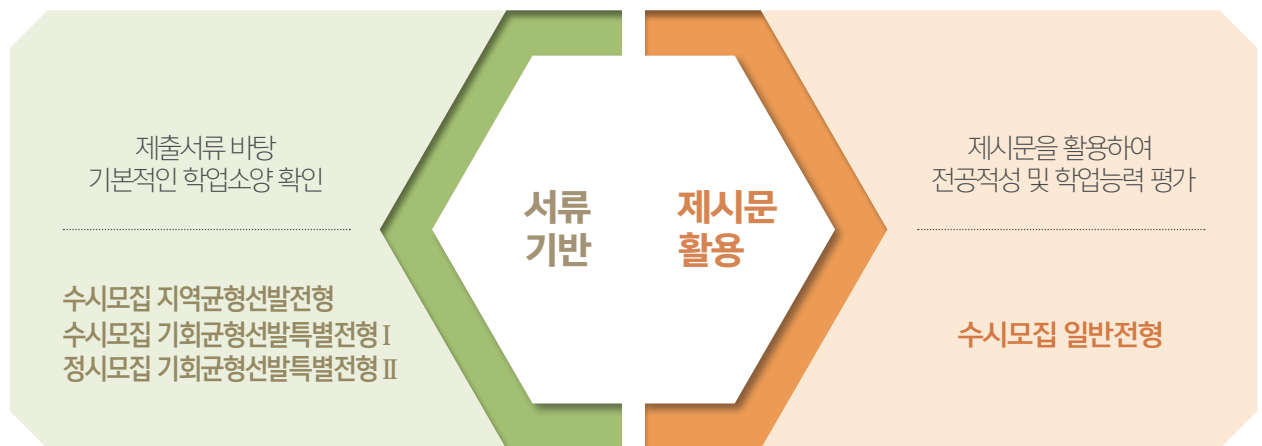 제출서류 바탕
기본적인 학업소양 확인
수시모집 지역균형선발전형
수시모집 기회균형선발특별전형 Ⅰ
정시모집 기회균형선발특별전형 Ⅱ
서류
기반
제시문
활용
제시문을 활용하여
전공적성 및 학업능력 평가
수시모집 일반전형